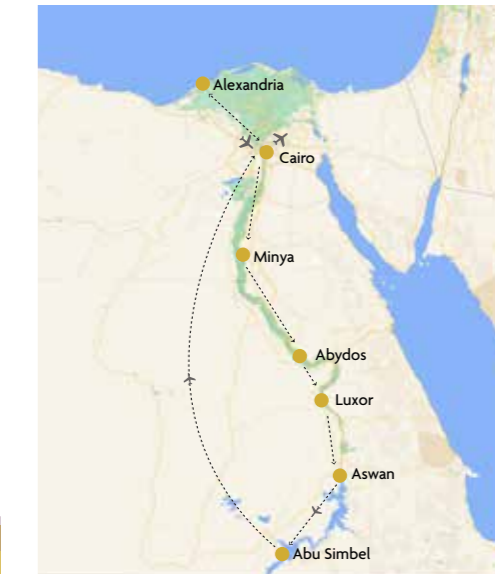 Alexandria
Cairo
Minya
Abydos
Luxor
Aswan
Abu Simbel